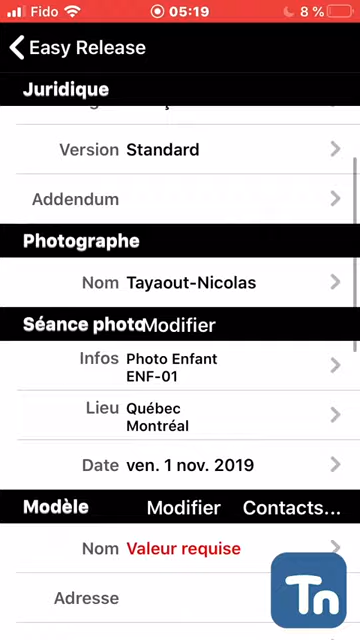 Fido 05:19 8 %
Easy Release
Juridique
Version Standard
Addendum
Photographe
Nom Tayaout-Nicolas
Séance photo Modifier
Infos Photo Enfant
ENF-01
Lieu Québec
Montréal
Date ven. 1 nov. 2019
Modèle Modifier Contacts...
Nom Valeur requise
Adresse
Tn